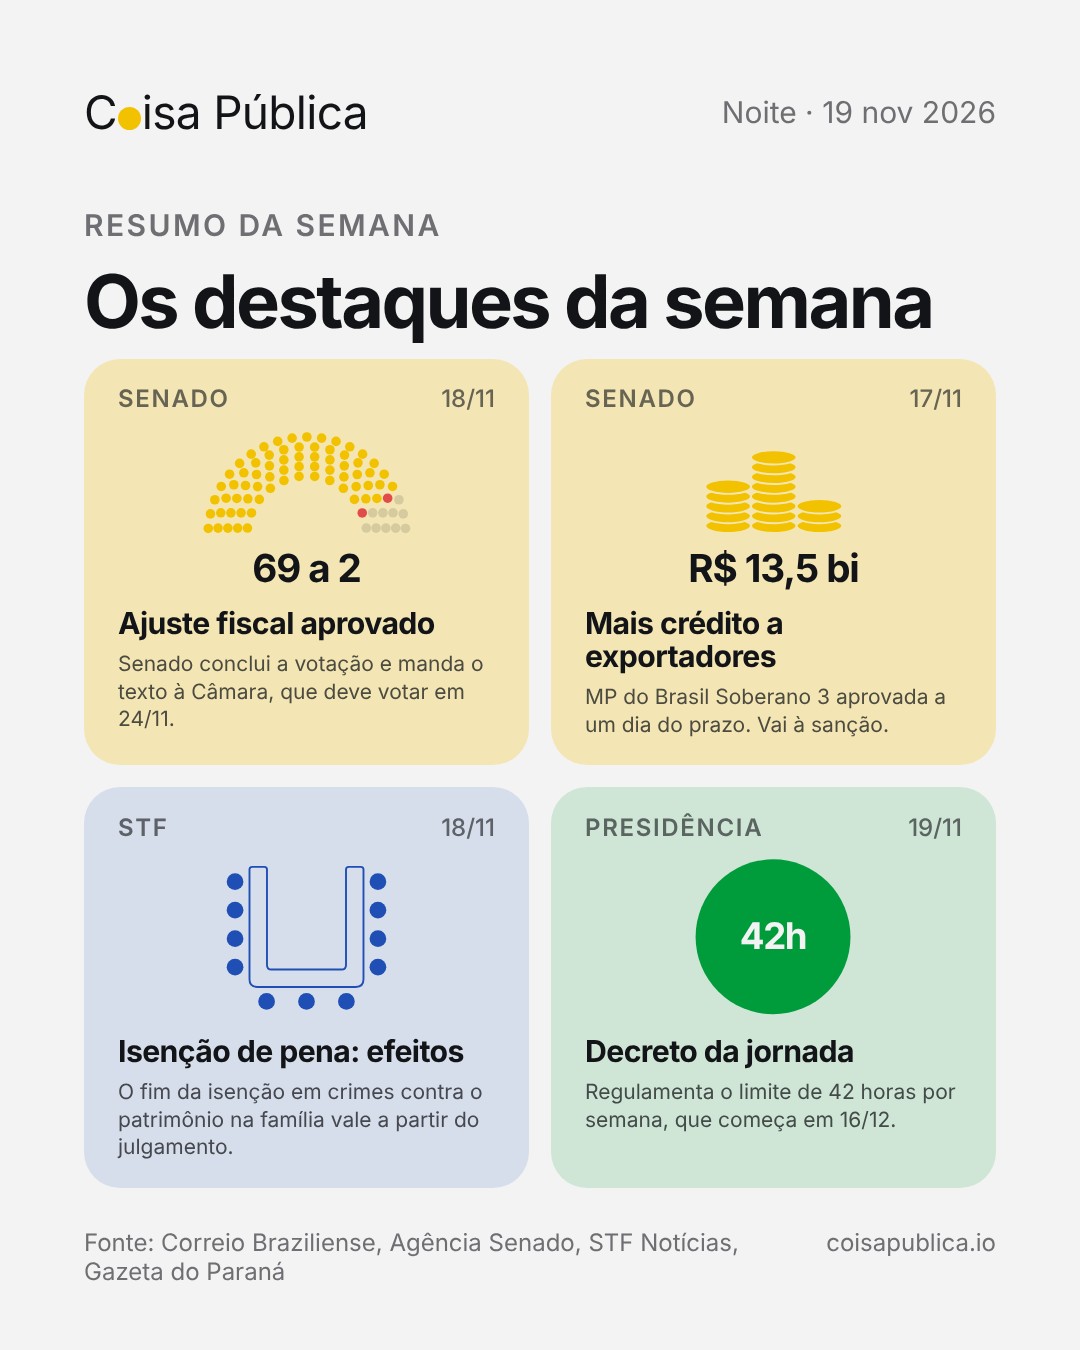 Coisa Pública
Noite · 19 nov 2026
RESUMO DA SEMANA
Os destaques da semana
SENADO
18/11
69 a 2
Ajuste fiscal aprovado
Senado conclui a votação e manda o
texto à Câmara, que deve votar em
24/11.
SENADO
17/11
R$ 13,5 bi
Mais crédito a
exportadores
MP do Brasil Soberano 3 aprovada a
um dia do prazo. Vai à sanção.
STF
18/11
Isenção de pena: efeitos
O fim da isenção em crimes contra o
patrimônio na família vale a partir do
julgamento.
PRESIDÊNCIA
19/11
42h
Decreto da jornada
Regulamenta o limite de 42 horas por
semana, que começa em 16/12.
Fonte: Correio Braziliense, Agência Senado, STF Notícias,
Gazeta do Paraná
coisapublica.io